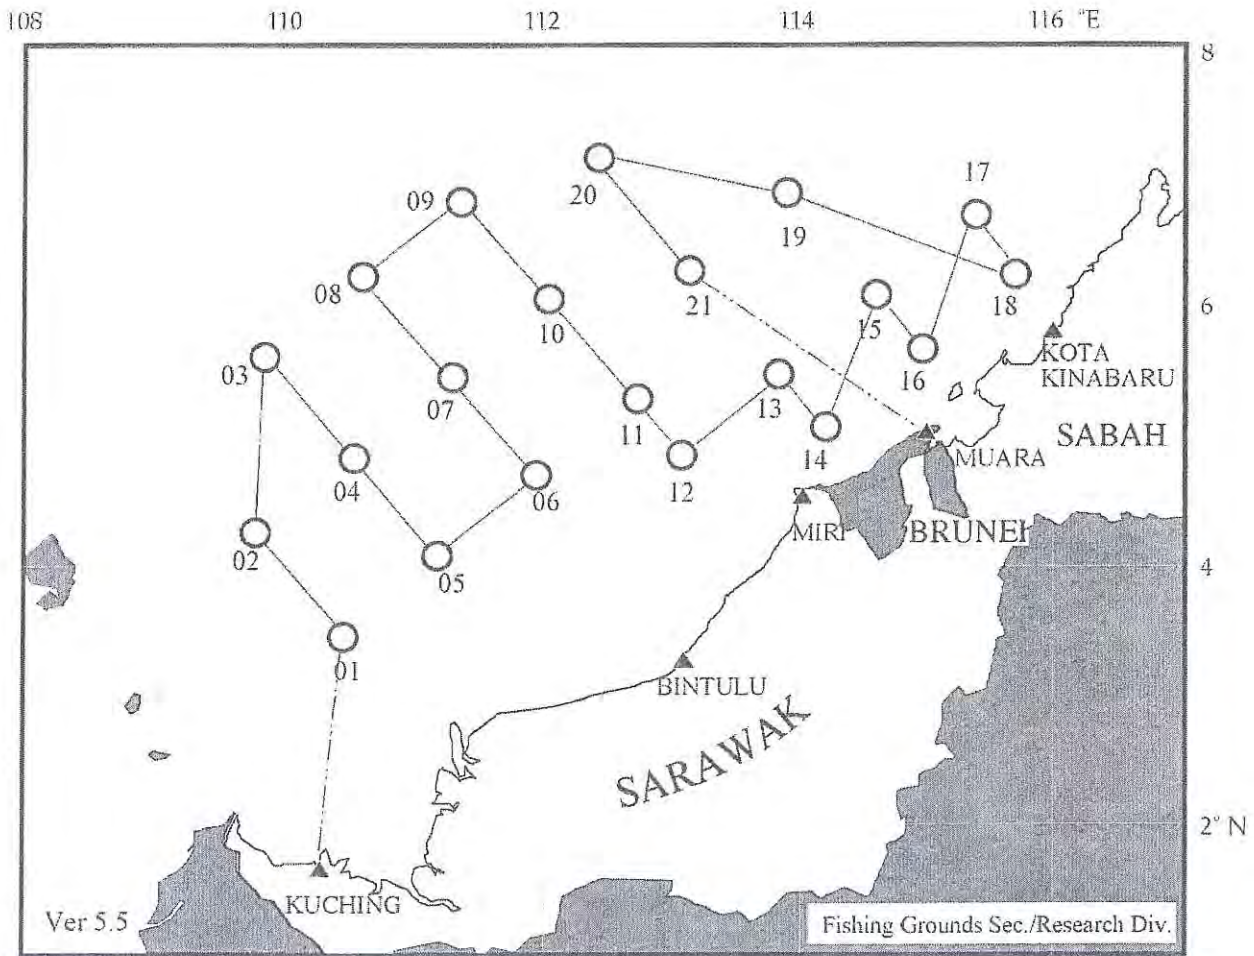 108 110 112 114 116 °E
8
17
09
20
19
08
21
18
6
10
15
03
KOTA
KINABARU
16
07
13
11
SABAH
14
MUARA
04
12
06
MIRI
BRUNEI
02
05
4
01
BINTULU
SARAWAK
2° N
KUCHING
Ver 5.5
Fishing Grounds Sec./Research Div.